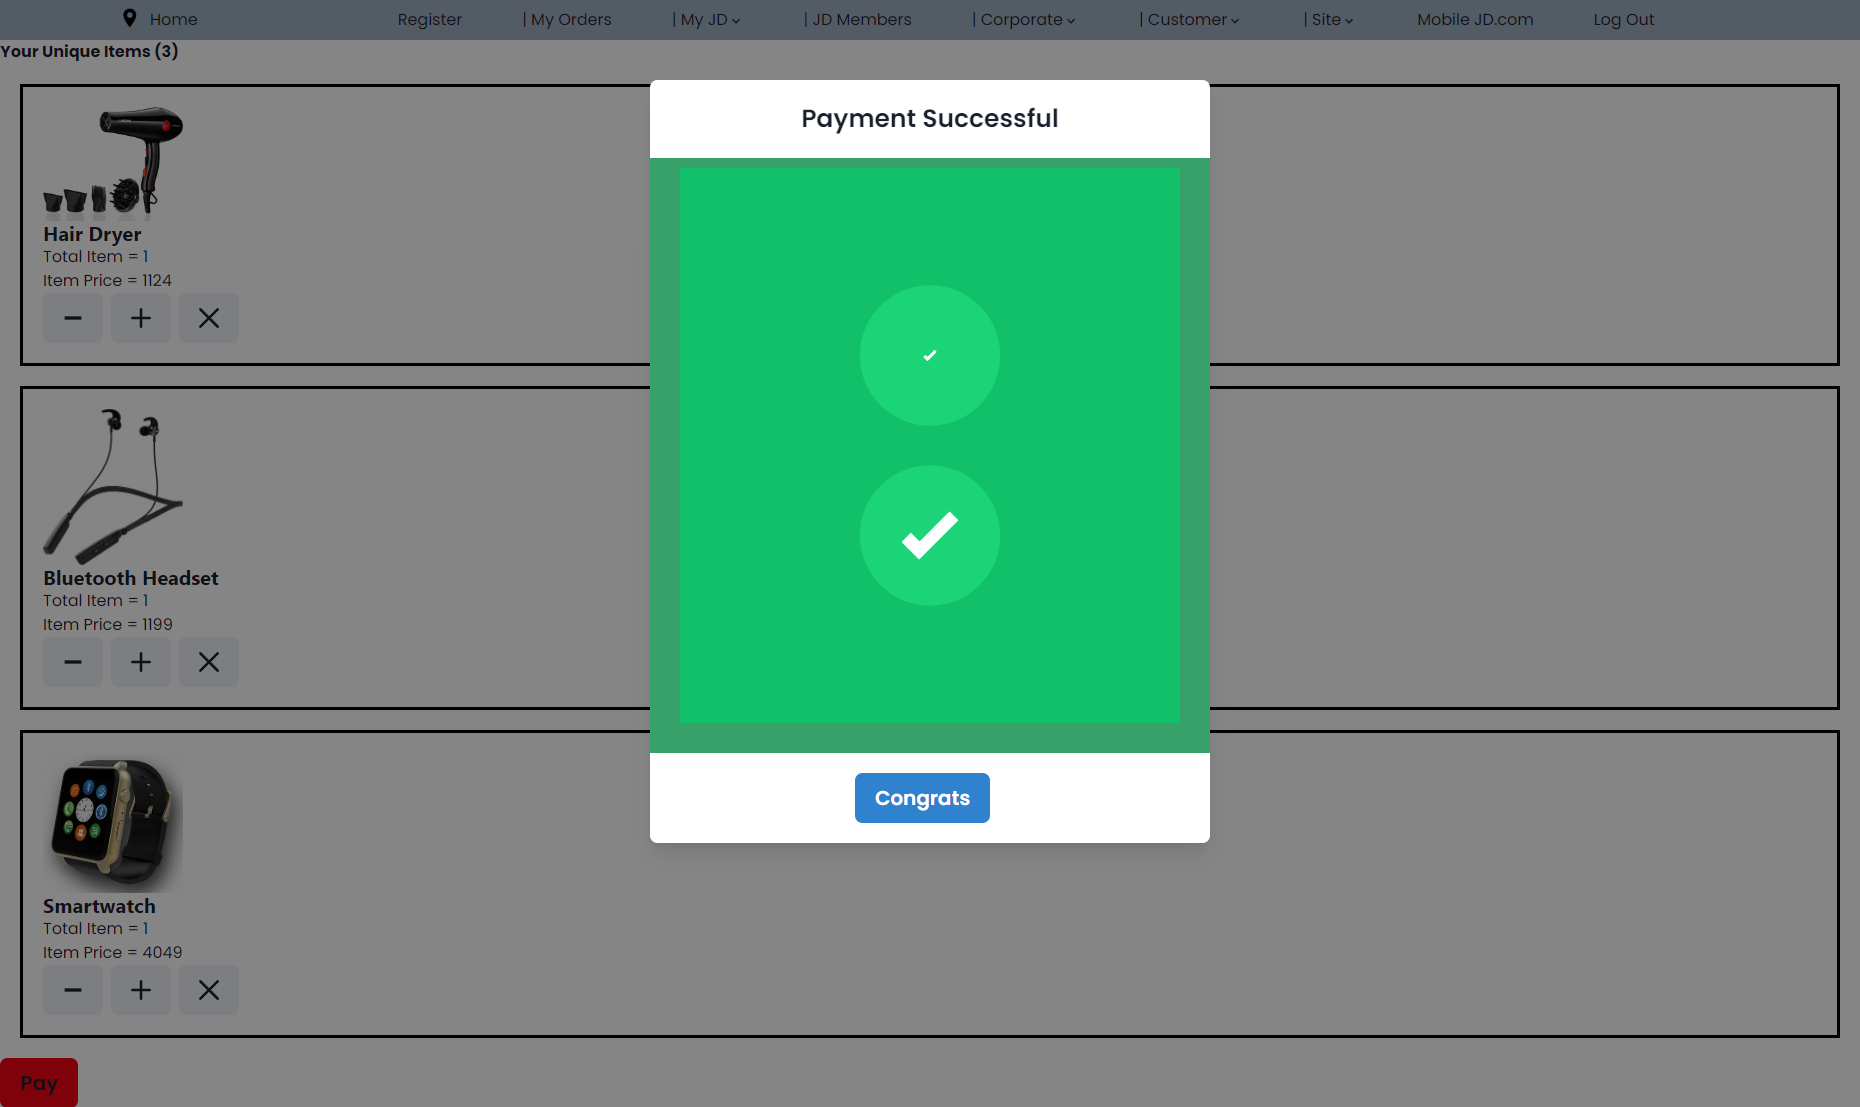 Home Register | My Orders | My JD | JD Members | Corporate | Customer | Site Mobile JD.com Log Out
Your Unique Items (3)
Payment Successful
Hair Dryer
Total Item = 1
Item Price = 1124
Bluetooth Headset
Total Item = 1
Item Price = 1199
Congrats
Smartwatch
Total Item = 1
Item Price = 4049
Pay